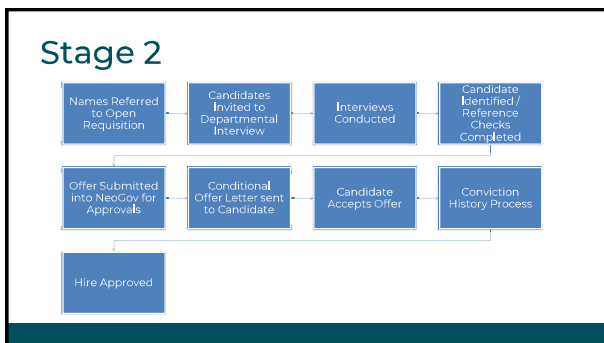 Stage 2
Names Referred
to Open
Requisition
Candidates
Invited to
Departmental
Interview
Interviews
Conducted
Candidate
Identified /
Reference
Checks
Completed
Offer Submitted
into NeoGov for
Approvals
Conditional
Offer Letter sent
to Candidate
Candidate
Accepts Offer
Conviction
History Process
Hire Approved